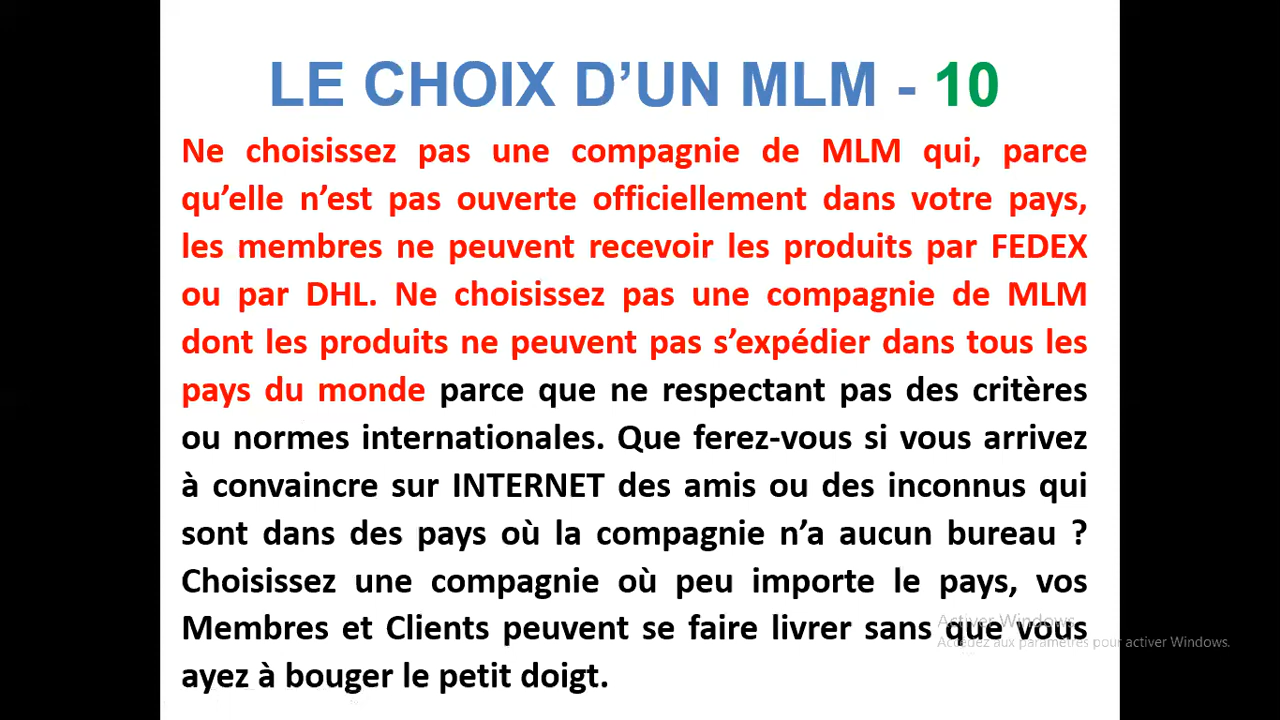 LE CHOIX D’UN MLM - 10
Ne choisissez pas une compagnie de MLM qui, parce
qu’elle n’est pas ouverte officiellement dans votre pays,
les membres ne peuvent recevoir les produits par FEDEX
ou par DHL. Ne choisissez pas une compagnie de MLM
dont les produits ne peuvent pas s’expédier dans tous les
pays du monde parce que ne respectant pas des critères
ou normes internationales. Que ferez-vous si vous arrivez
à convaincre sur INTERNET des amis ou des inconnus qui
sont dans des pays où la compagnie n’a aucun bureau ?
Choisissez une compagnie où peu importe le pays, vos
Membres et Clients peuvent se faire livrer sans que vous
ayez à bouger le petit doigt.
Activer Windows
Accédez aux paramètres pour activer Windows.